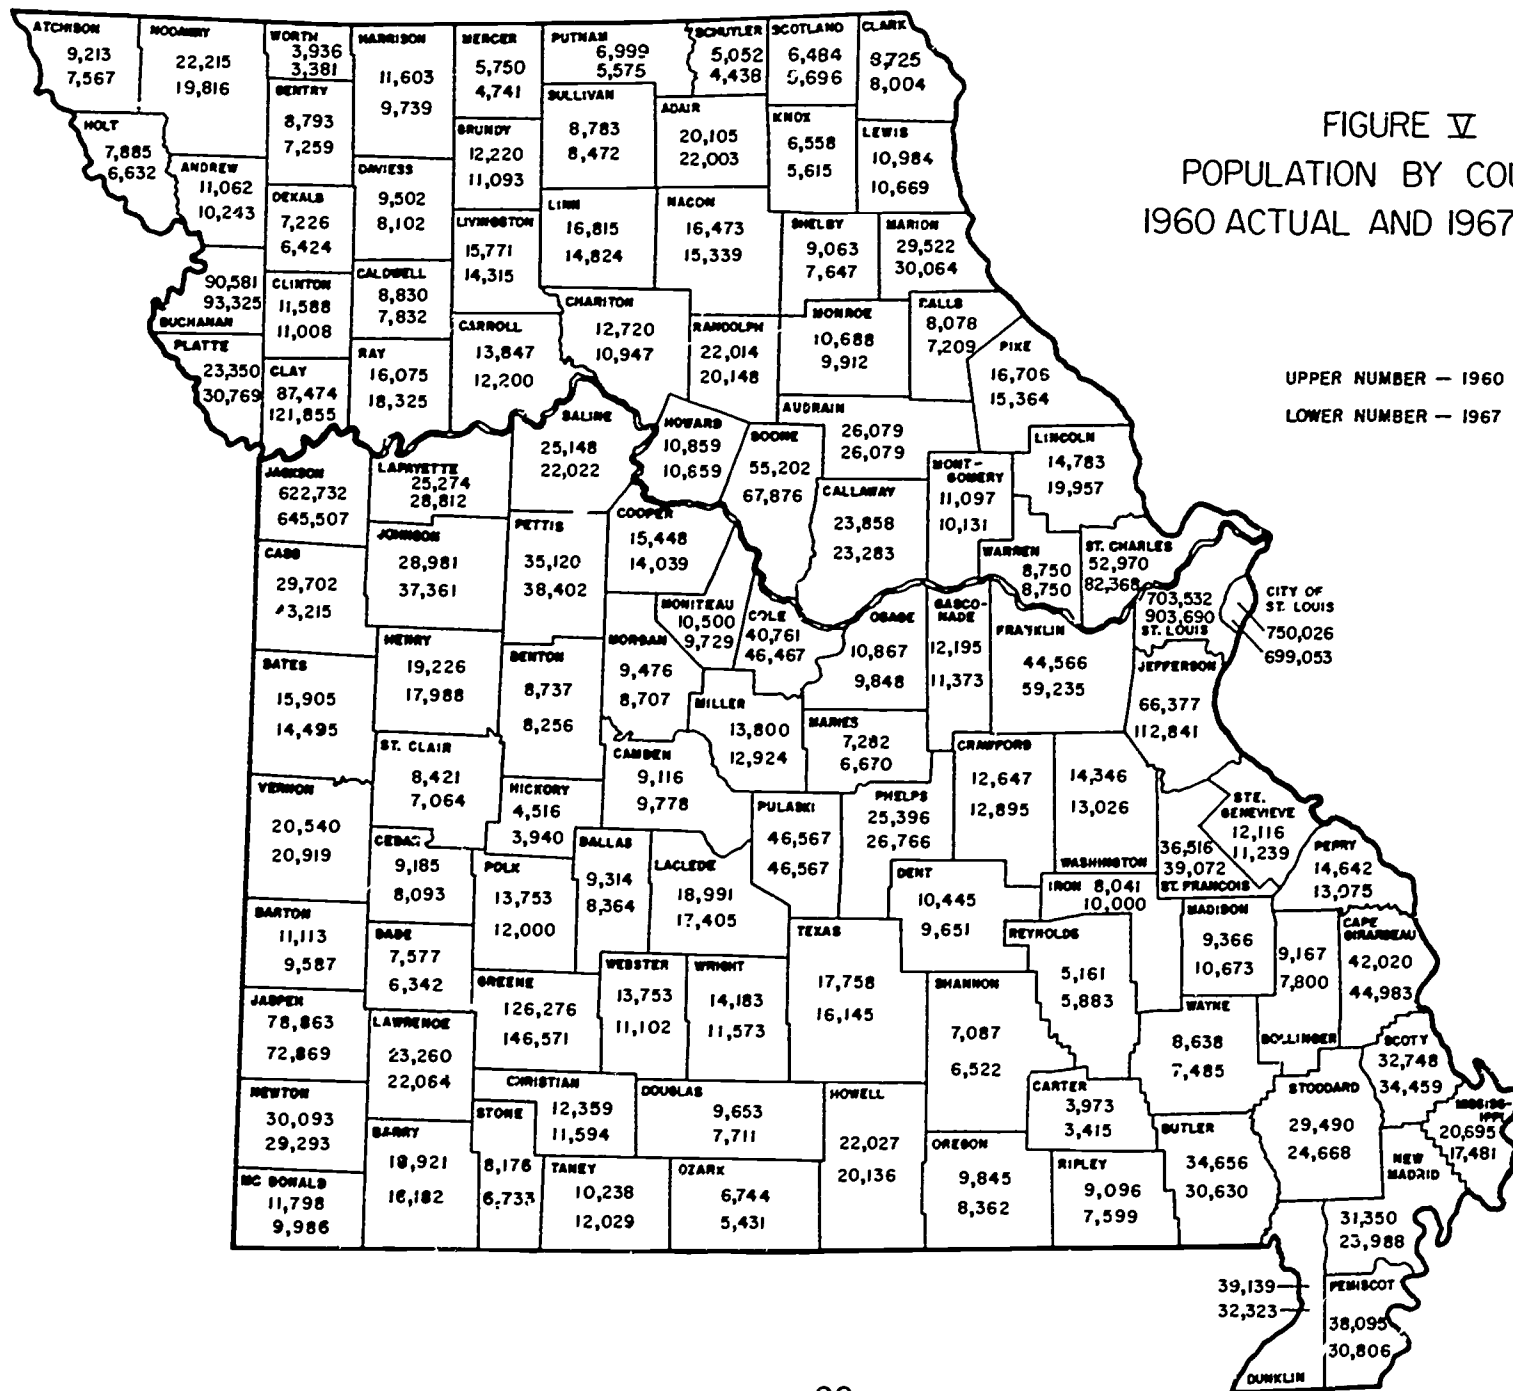 FIGURE V
POPULATION BY COU
1960 ACTUAL AND 1967
UPPER NUMBER — 1960
LOWER NUMBER — 1967
ATCHISON
9,213
7,567
NODAWAY
22,215
19,816
WORTH
3,936
3,381
HARRISON
11,603
9,739
MERCER
5,750
4,741
PUTNAM
6,999
5,575
SCHUYLER
5,052
4,438
SCOTLAND
6,484
5,696
CLARK
8,725
8,004
HOLT
7,885
6,632
ANDREW
11,062
10,243
GENTRY
8,793
7,259
GRUNDY
12,220
11,093
SULLIVAN
8,783
8,472
ADAIR
20,105
22,003
KNOX
6,558
5,615
LEWIS
10,984
10,669
DEKALB
7,226
6,424
DAVIESS
9,502
8,102
LIVINGSTON
15,771
14,315
LINN
16,815
14,824
MACON
16,473
15,339
SHELBY
9,063
7,647
MARION
29,522
30,064
90,581
93,325
BUCHANAN
CLINTON
11,588
11,008
CALDWELL
8,830
7,832
CARROLL
13,847
12,200
CHARITON
12,720
10,947
RANDOLPH
22,014
20,148
MONROE
10,688
9,912
RALLS
8,078
7,209
PIKE
16,706
15,364
PLATTE
23,350
30,769
CLAY
87,474
121,855
RAY
16,075
18,325
SALINE
25,148
22,022
HOWARD
10,859
10,659
BOONE
55,202
67,876
AUDRAIN
26,079
26,079
LINCOLN
14,783
19,957
JACKSON
622,732
645,507
LAFAYETTE
25,274
28,812
COOPER
15,448
14,039
CALLAWAY
23,858
23,283
MONT-
GOMERY
11,097
10,131
WARREN
8,750
8,750
ST. CHARLES
52,970
82,368
CASS
29,702
43,215
JOHNSON
28,981
37,361
PETTIS
35,120
38,402
MONITEAU
10,500
9,729
COLE
40,761
46,467
OSAGE
10,867
9,848
GASCO-
NADE
12,195
11,373
FRANKLIN
44,566
59,235
703,532
903,690
ST. LOUIS
CITY OF
ST. LOUIS
750,026
699,053
BATES
15,905
14,495
HENRY
19,226
17,988
BENTON
8,737
8,256
MORGAN
9,476
8,707
MILLER
13,800
12,924
MARIES
7,282
6,670
JEFFERSON
66,377
112,841
VERNON
20,540
20,919
ST. CLAIR
8,421
7,064
HICKORY
4,516
3,940
CAMDEN
9,116
9,778
PULASKI
46,567
46,567
PHELPS
25,396
26,766
CRAWFORD
12,647
12,895
14,346
13,026
WASHINGTON
36,516
39,072
ST. FRANCOIS
STE.
GENEVIEVE
12,116
11,239
PERRY
14,642
13,075
CEDAR
9,185
8,093
POLK
13,753
12,000
DALLAS
9,314
8,364
LACLEDE
18,991
17,405
DENT
10,445
9,651
IRON 8,041
10,000
MADISON
9,366
10,673
9,167
7,800
BOLLINGER
CAPE
GIRARDEAU
42,020
44,983
BARTON
11,113
9,587
DADE
7,577
6,342
GREENE
126,276
146,571
WEBSTER
13,753
11,102
WRIGHT
14,183
11,573
TEXAS
17,758
16,145
REYNOLDS
5,161
5,883
SHANNON
7,087
6,522
WAYNE
8,638
7,485
JASPER
78,863
72,869
LAWRENCE
23,260
22,064
CHRISTIAN
12,359
11,594
DOUGLAS
9,653
7,711
HOWELL
22,027
20,136
CARTER
3,973
3,415
STODDARD
29,490
24,668
SCOTT
32,748
34,459
MISSISS-
IPPI
20,695
17,481
NEWTON
30,093
29,293
BARRY
18,921
16,182
STONE
8,176
6,733
TANEY
10,238
12,029
OZARK
6,744
5,431
OREGON
9,845
8,362
RIPLEY
9,096
7,599
BUTLER
34,656
30,630
NEW
MADRID
31,350
23,988
MC DONALD
11,798
9,986
39,139
32,323
DUNKLIN
PEMISCOT
38,095
30,806